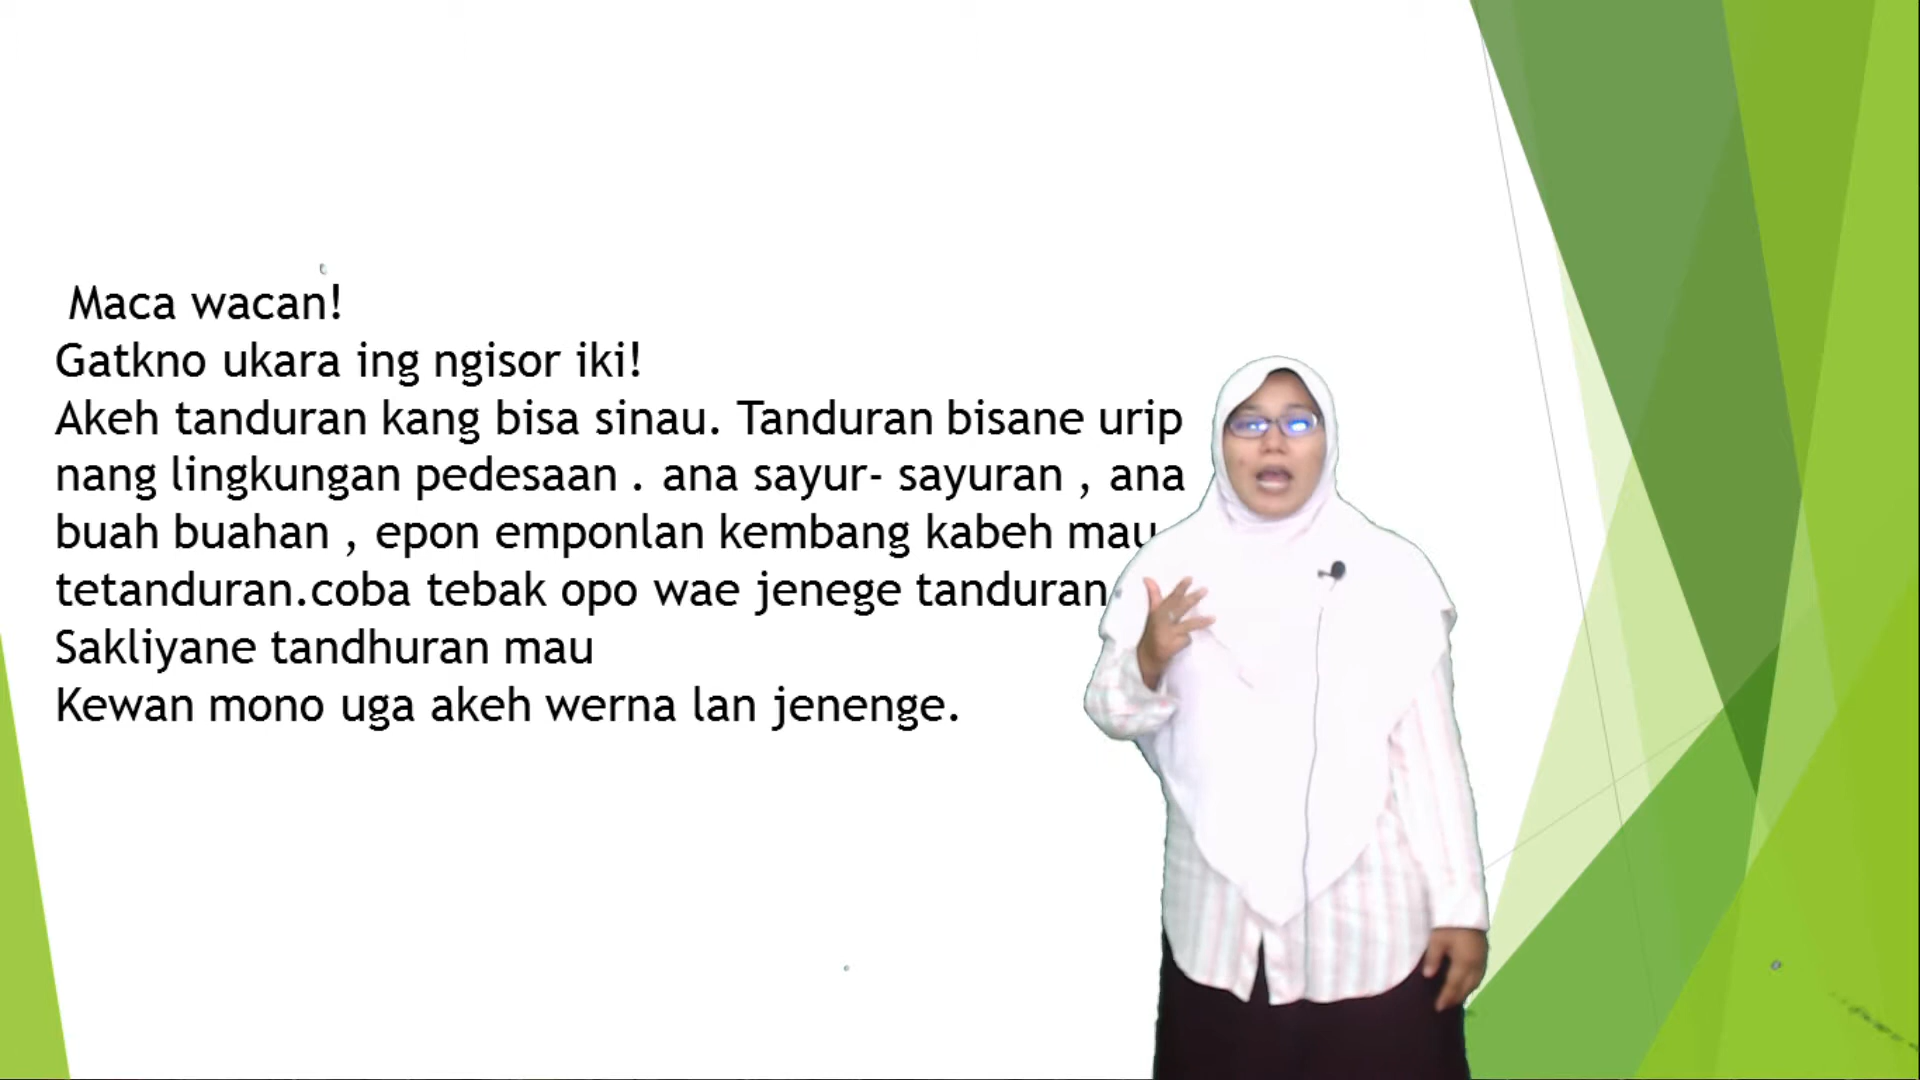 Maca wacan!
Gatkno ukara ing ngisor iki!
Akeh tanduran kang bisa sinau. Tanduran bisane urip
nang lingkungan pedesaan . ana sayur- sayuran , ana
buah buahan , epon emponlan kembang kabeh mau
tetanduran.coba tebak opo wae jenege tanduran
Sakliyane tandhuran mau
Kewan mono uga akeh werna lan jenenge.